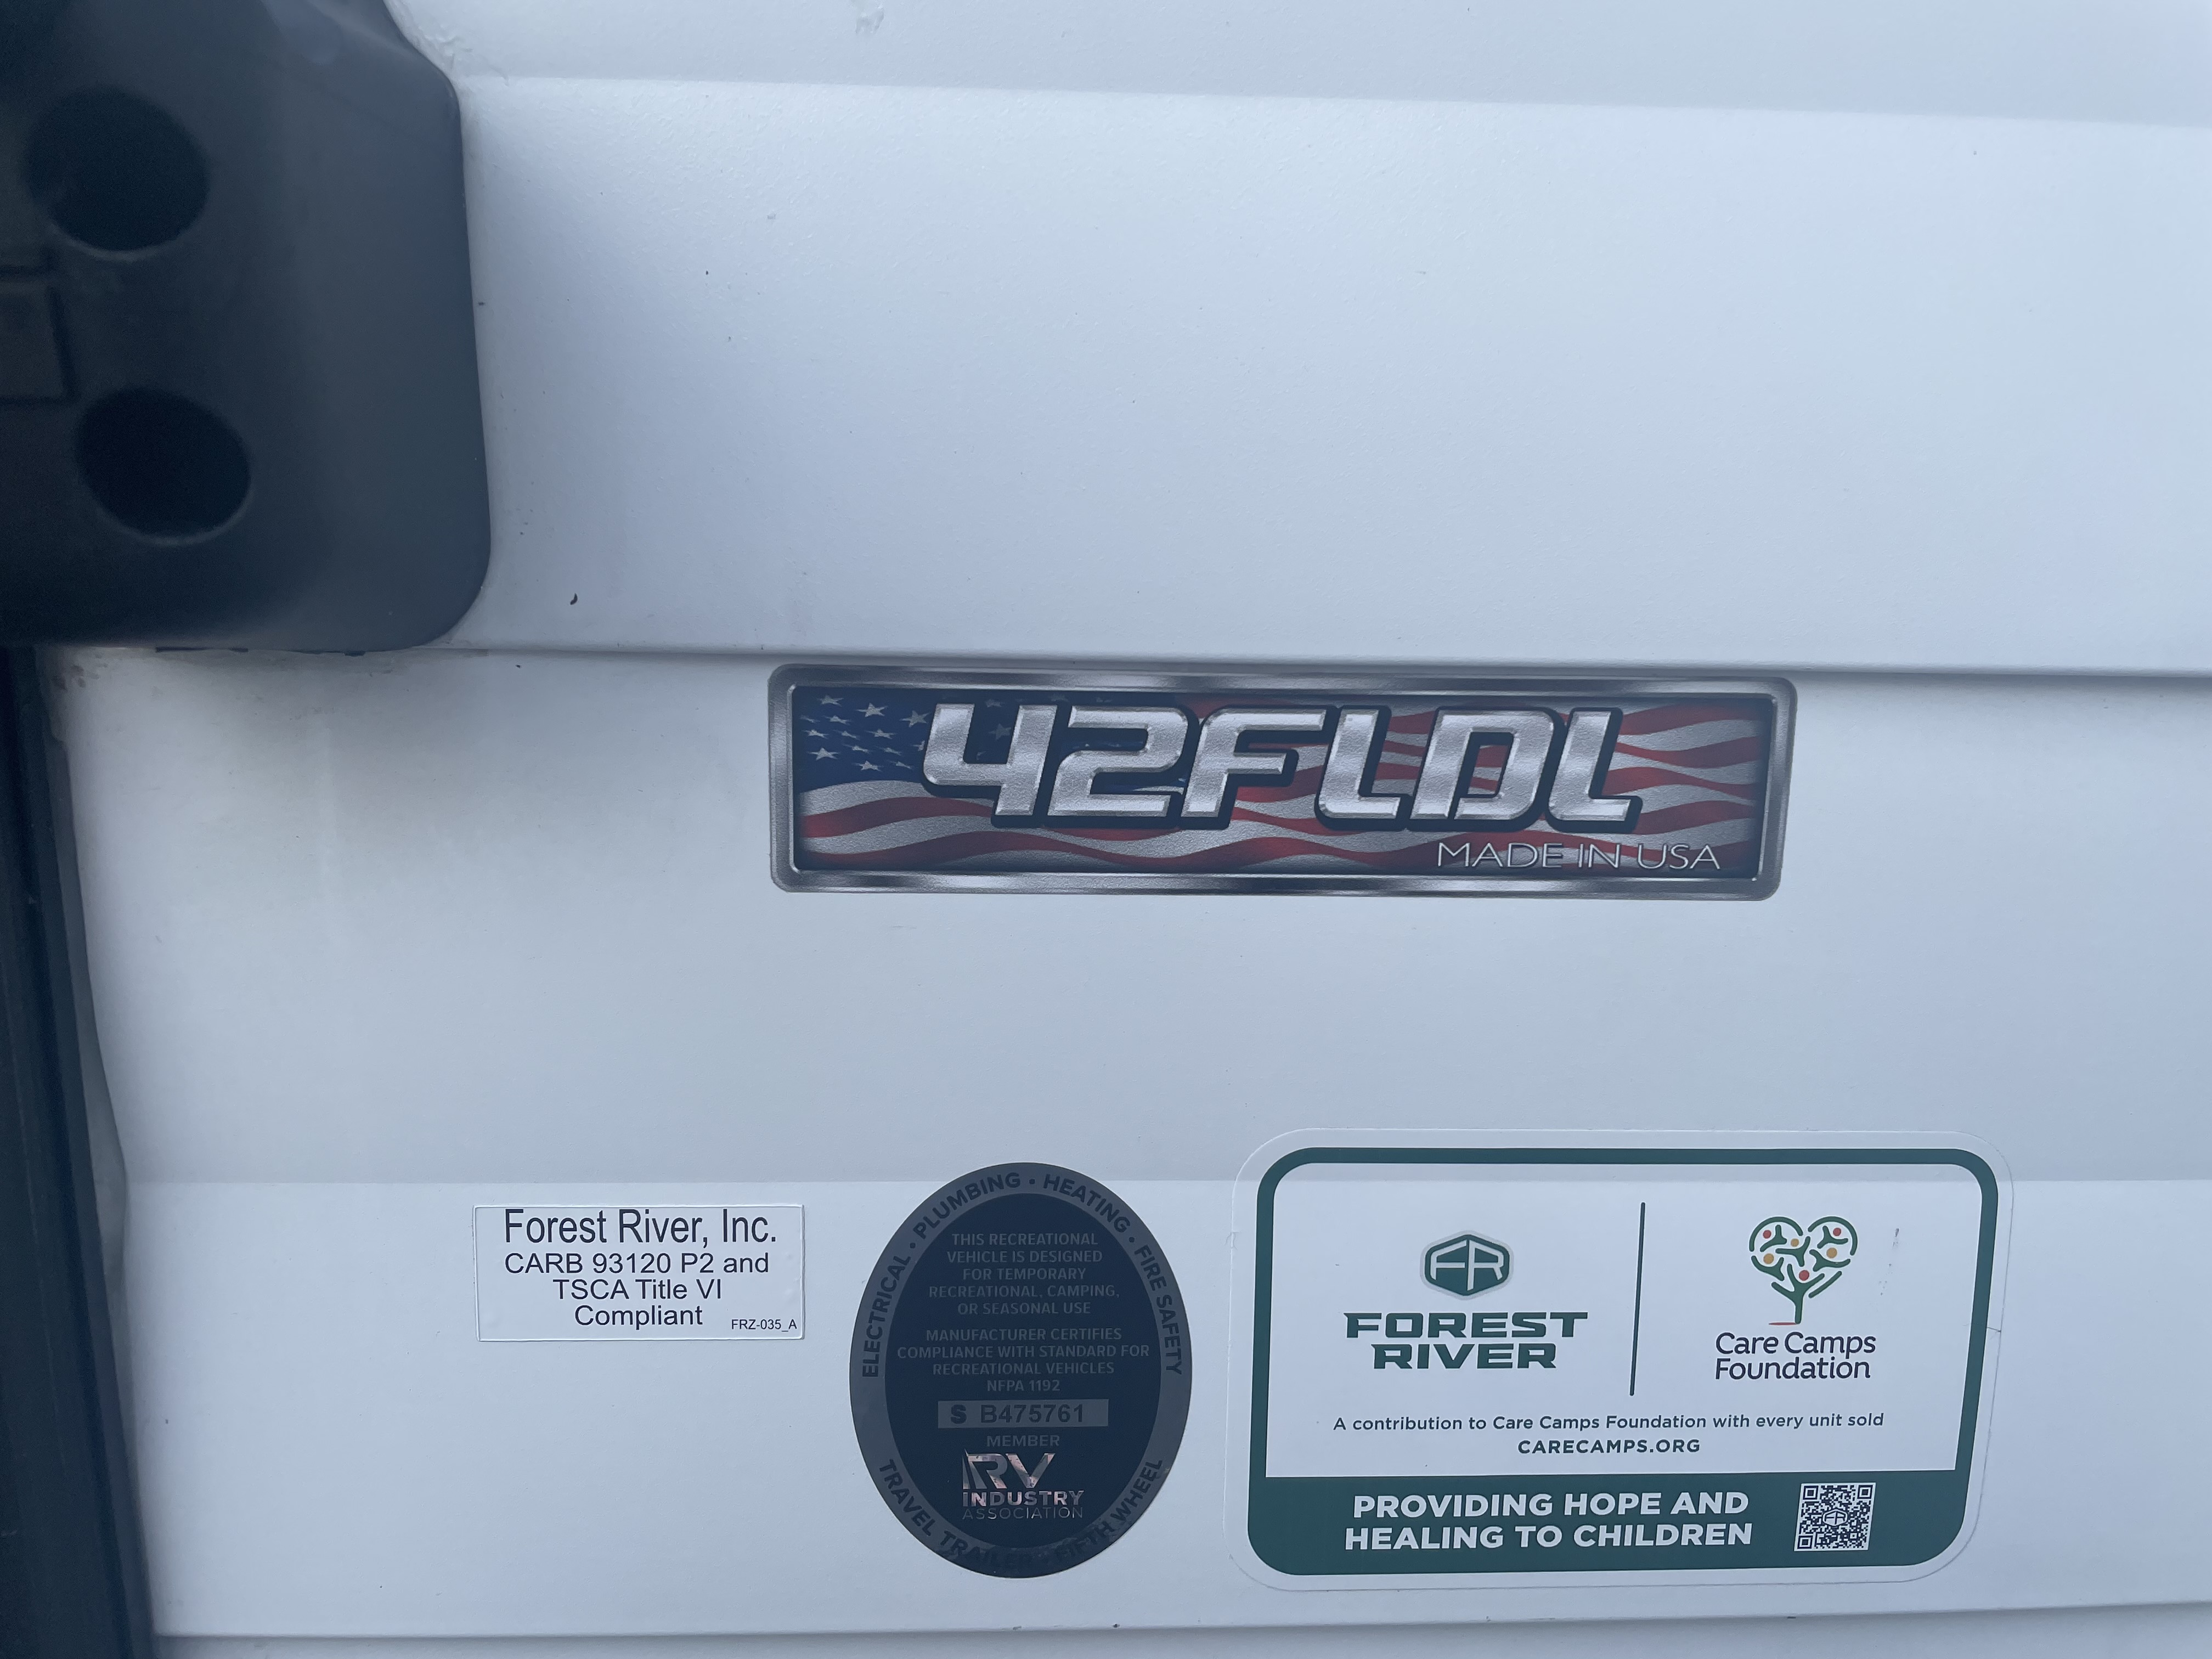 42FLDL
MADE IN USA
Forest River, Inc.
CARB 93120 P2 and
TSCA Title VI
Compliant
FRZ-035_A
ELECTRICAL • PLUMBING • HEATING • FIRE SAFETY
THIS RECREATIONAL
VEHICLE IS DESIGNED
FOR TEMPORARY
RECREATIONAL, CAMPING,
OR SEASONAL USE
MANUFACTURER CERTIFIES
COMPLIANCE WITH STANDARD FOR
RECREATIONAL VEHICLES
NFPA 1192
S B475761
MEMBER
RV
INDUSTRY
ASSOCIATION
TRAVEL TRAILER • FIFTH WHEEL
FR
FOREST
RIVER
Care Camps
Foundation
A contribution to Care Camps Foundation with every unit sold
CARECAMPS.ORG
PROVIDING HOPE AND
HEALING TO CHILDREN
FR